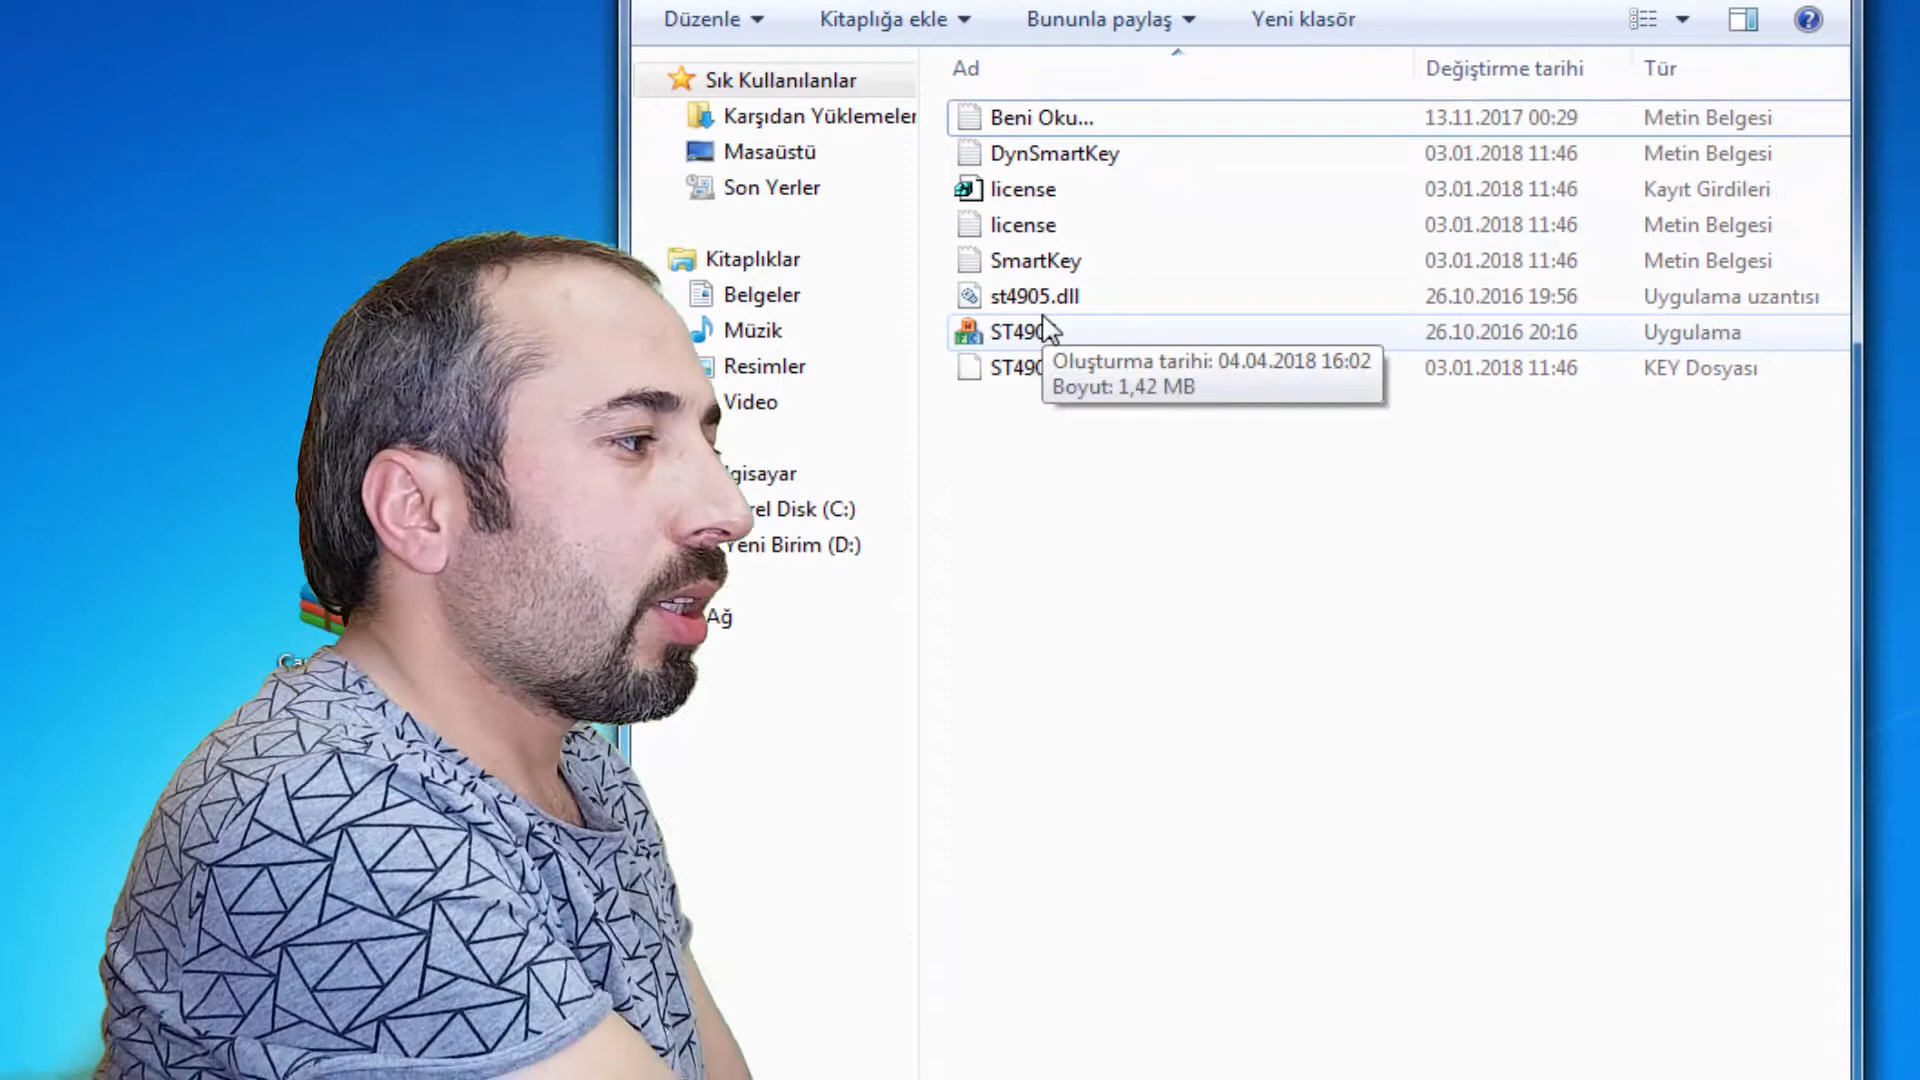 Düzenle Kitaplığa ekle Bununla paylaş Yeni klasör
Sık Kullanılanlar
Karşıdan Yüklemeler
Masaüstü
Son Yerler
Kitaplıklar
Belgeler
Müzik
Resimler
Video
lgisayar
rel Disk (C:)
Yeni Birim (D:)
Ağ
Ad Değiştirme tarihi Tür
Beni Oku... 13.11.2017 00:29 Metin Belgesi
DynSmartKey 03.01.2018 11:46 Metin Belgesi
license 03.01.2018 11:46 Kayıt Girdileri
license 03.01.2018 11:46 Metin Belgesi
SmartKey 03.01.2018 11:46 Metin Belgesi
st4905.dll 26.10.2016 19:56 Uygulama uzantısı
ST490 26.10.2016 20:16 Uygulama
ST490 03.01.2018 11:46 KEY Dosyası
Oluşturma tarihi: 04.04.2018 16:02
Boyut: 1,42 MB